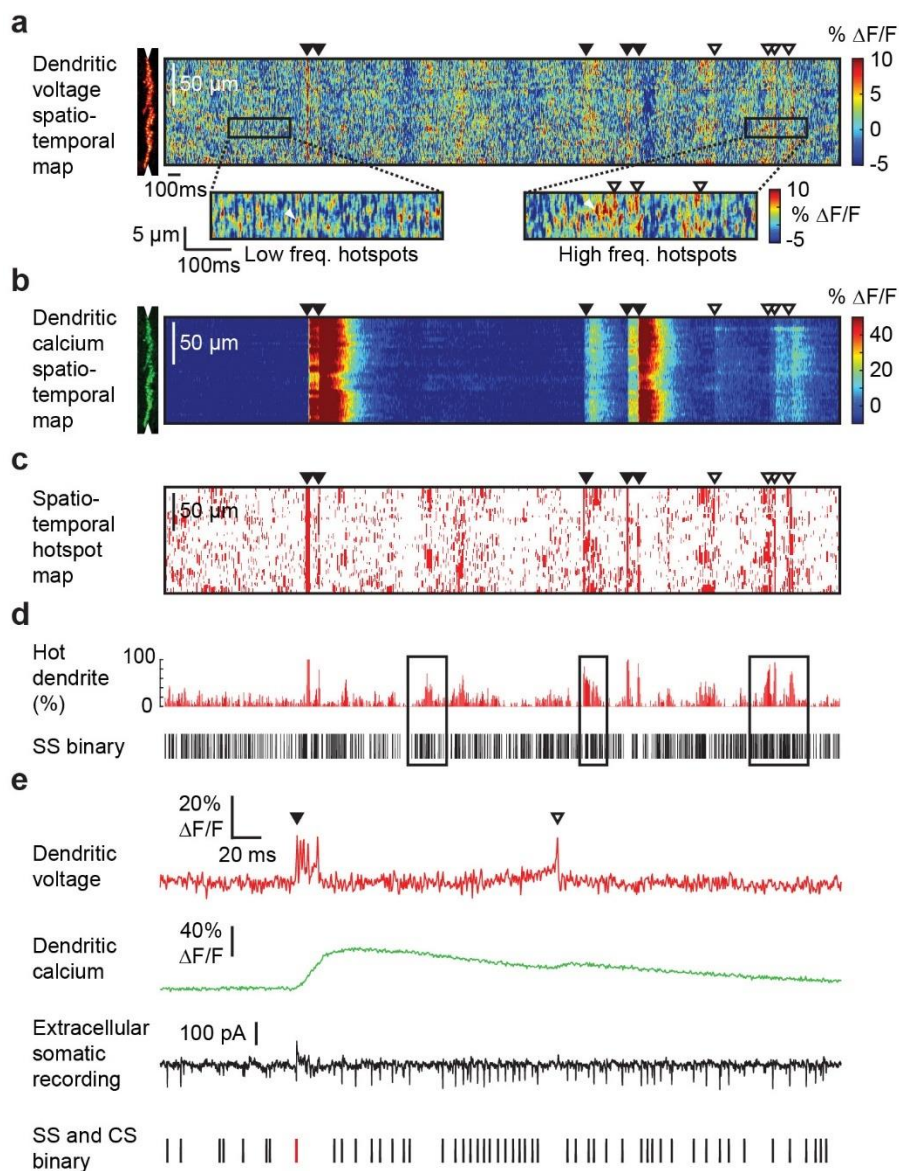 a
Dendritic
voltage
spatio-
temporal
map
50 µm
% ΔF/F
10
5
0
-5
100ms
5 µm
100ms
Low freq. hotspots
High freq. hotspots
10
% ΔF/F
-5
b
Dendritic
calcium
spatio-
temporal
map
50 µm
% ΔF/F
40
20
0
c
Spatio-
temporal
hotspot
map
50 µm
d
Hot
dendrite
(%)
100
0
SS binary
e
20%
ΔF/F
20 ms
Dendritic
voltage
40%
ΔF/F
Dendritic
calcium
Extracellular
somatic
recording
100 pA
SS and CS
binary